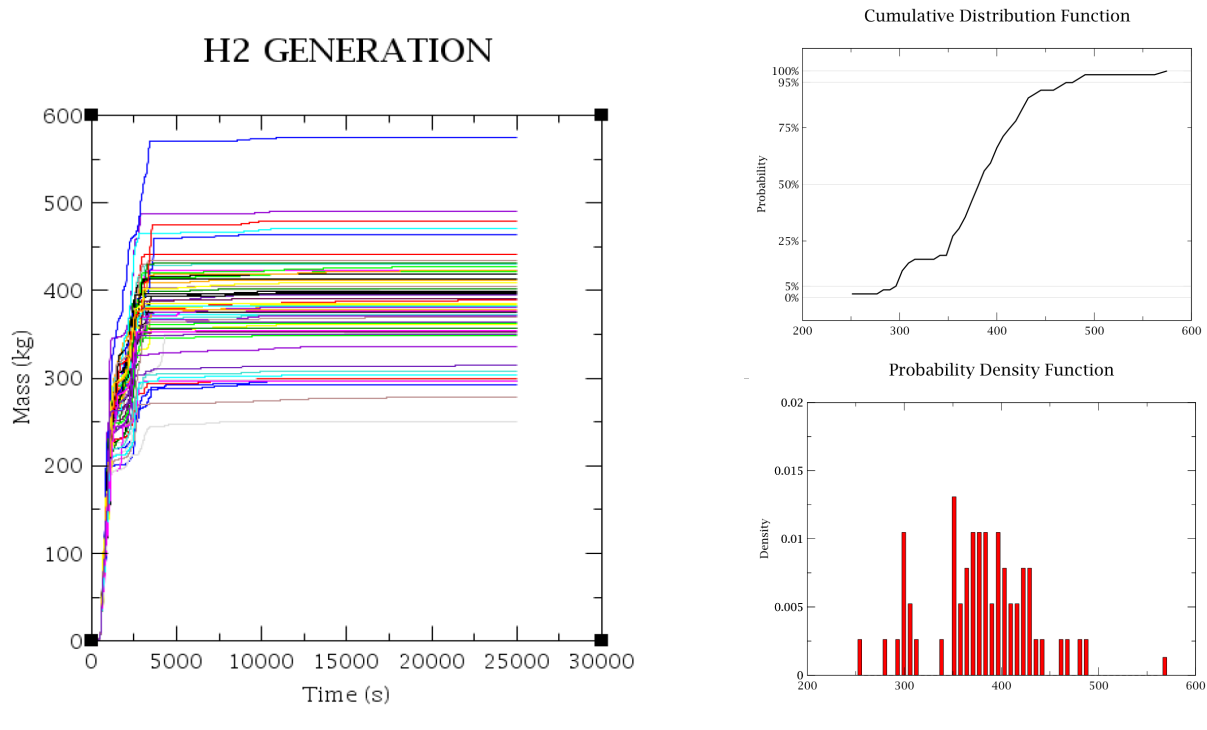 H2 GENERATION
600
500
400
300
200
100
0
Mass (kg)
0 5000 10000 15000 20000 25000 30000
Time (s)
Cumulative Distribution Function
100%
95%
75%
50%
25%
5%
0%
Probability
200 300 400 500 600
Probability Density Function
0.02
0.015
0.01
0.005
0
Density
200 300 400 500 600